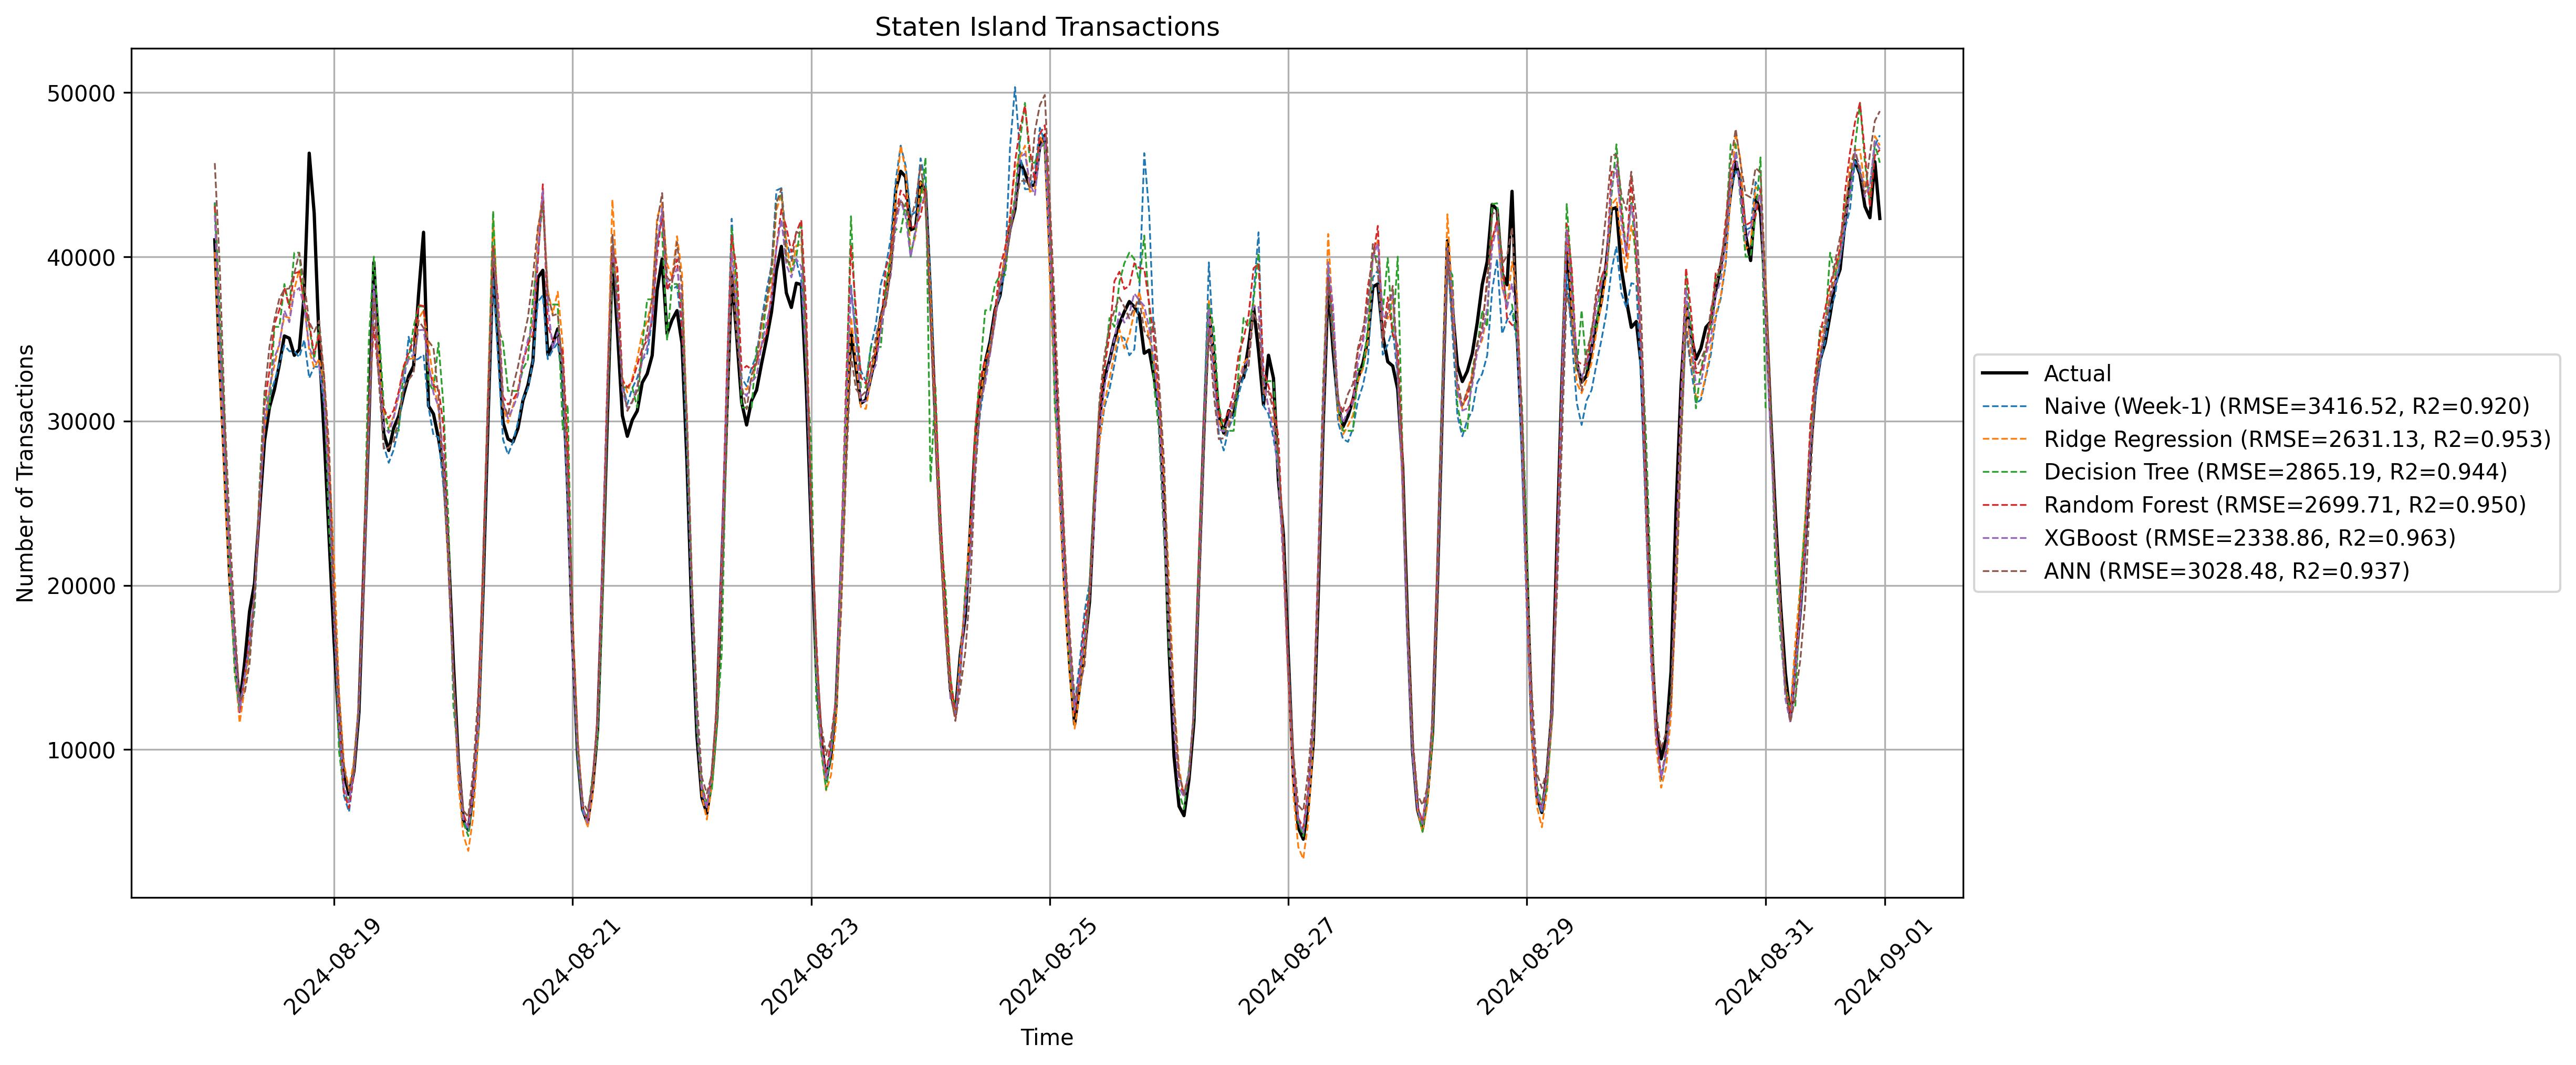 Staten Island Transactions
Number of Transactions
50000
40000
30000
20000
10000
2024-08-19
2024-08-21
2024-08-23
2024-08-25
2024-08-27
2024-08-29
2024-08-31
2024-09-01
Time
Actual
Naive (Week-1) (RMSE=3416.52, R2=0.920)
Ridge Regression (RMSE=2631.13, R2=0.953)
Decision Tree (RMSE=2865.19, R2=0.944)
Random Forest (RMSE=2699.71, R2=0.950)
XGBoost (RMSE=2338.86, R2=0.963)
ANN (RMSE=3028.48, R2=0.937)